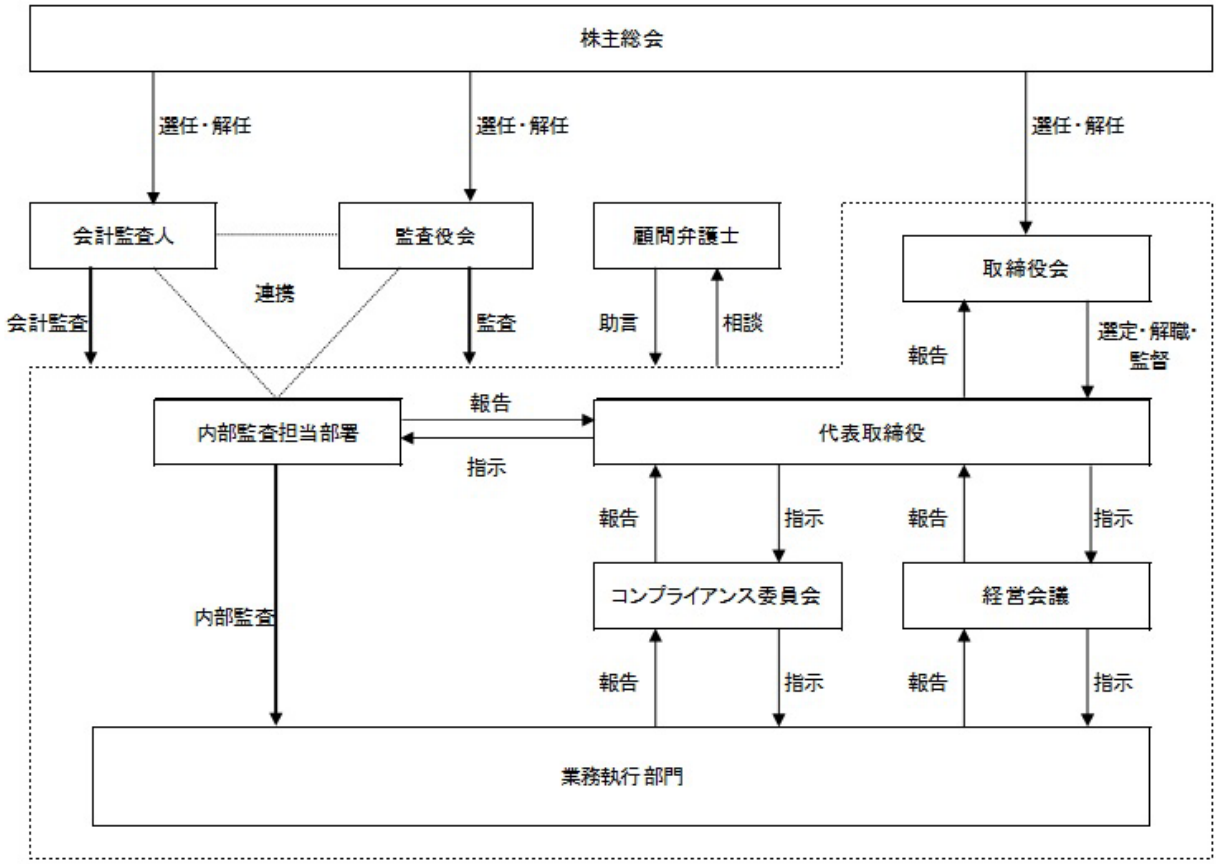 株主総会
選任・解任
選任・解任
選任・解任
会計監査人
監査役会
顧問弁護士
取締役会
連携
会計監査
監査
助言
相談
報告
選定・解職・
監督
内部監査担当部署
報告
指示
代表取締役
報告
指示
報告
指示
コンプライアンス委員会
経営会議
内部監査
報告
指示
報告
指示
業務執行部門